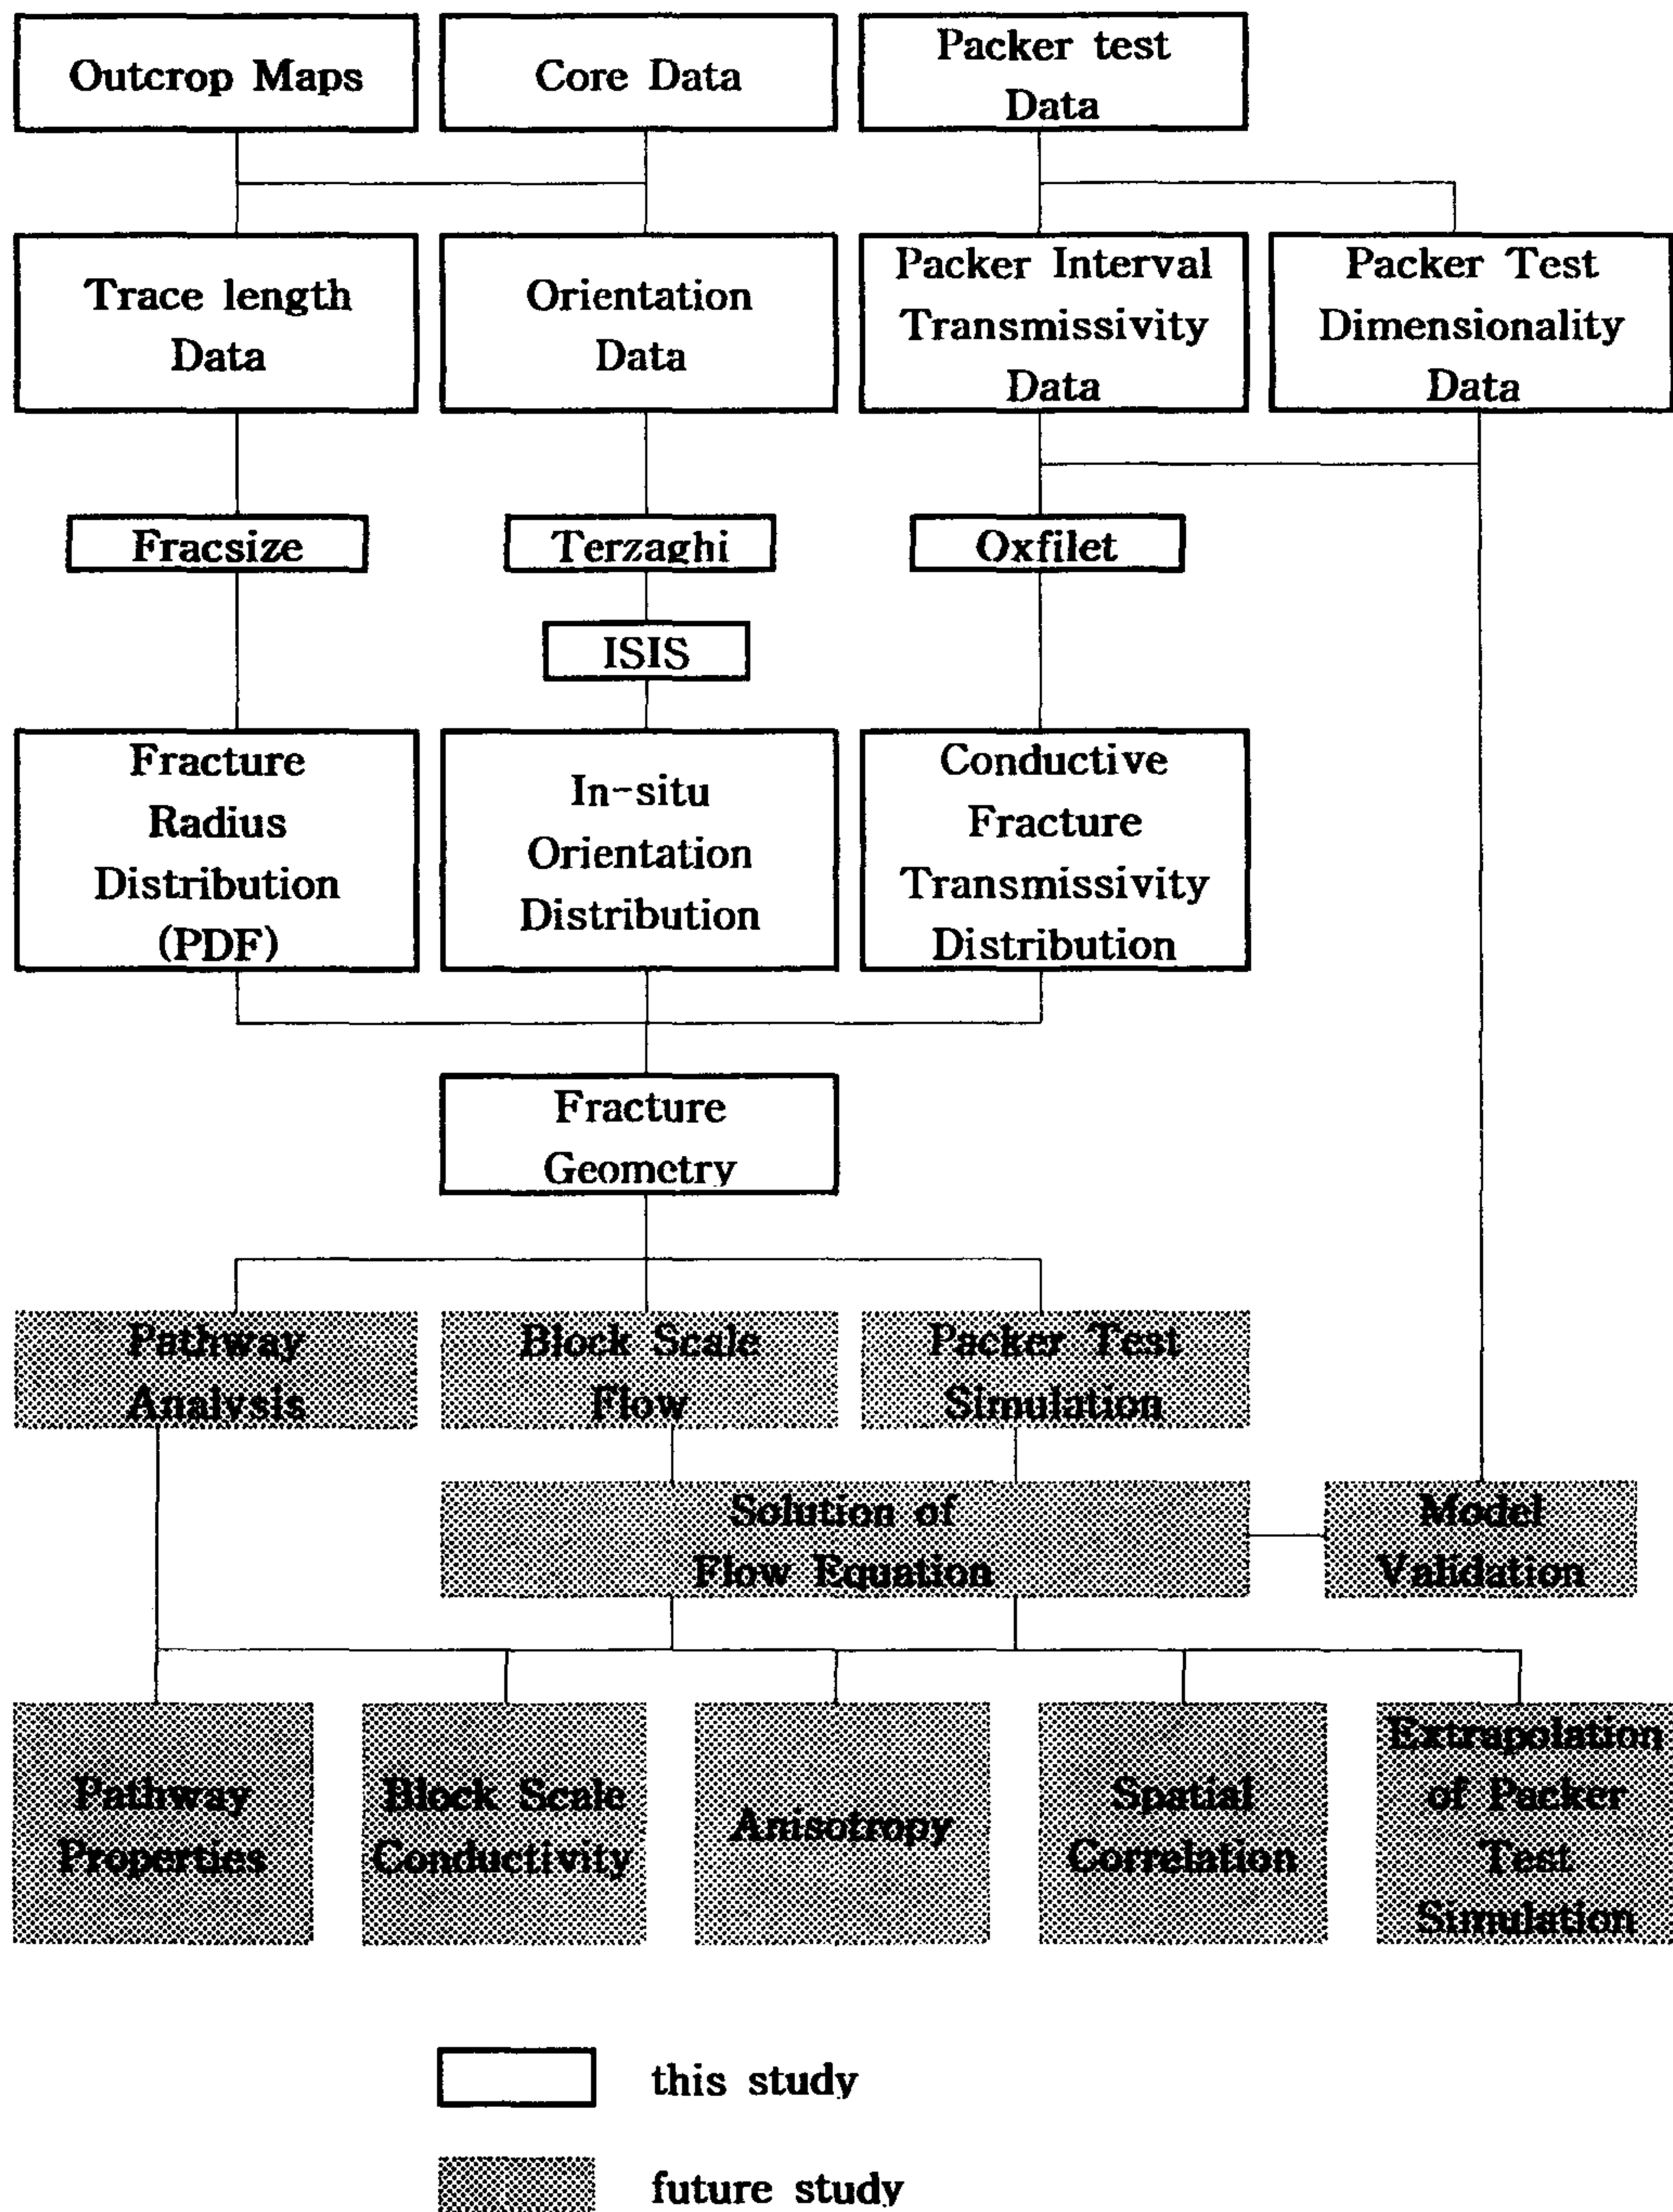 Outcrop Maps
Core Data
Packer test
Data
Trace length
Data
Orientation
Data
Packer Interval
Transmissivity
Data
Packer Test
Dimensionality
Data
Fracsize
Terzaghi
Oxfilet
ISIS
Fracture
Radius
Distribution
(PDF)
In-situ
Orientation
Distribution
Conductive
Fracture
Transmissivity
Distribution
Fracture
Geometry
Pathway
Analysis
Block Scale
Flow
Packer Test
Simulation
Solution of
Flow Equation
Model
Validation
Pathway
Properties
Block Scale
Conductivity
Anisotropy
Spatial
Correlation
Extrapolation
of Packer
Test
Simulation
this study
future study